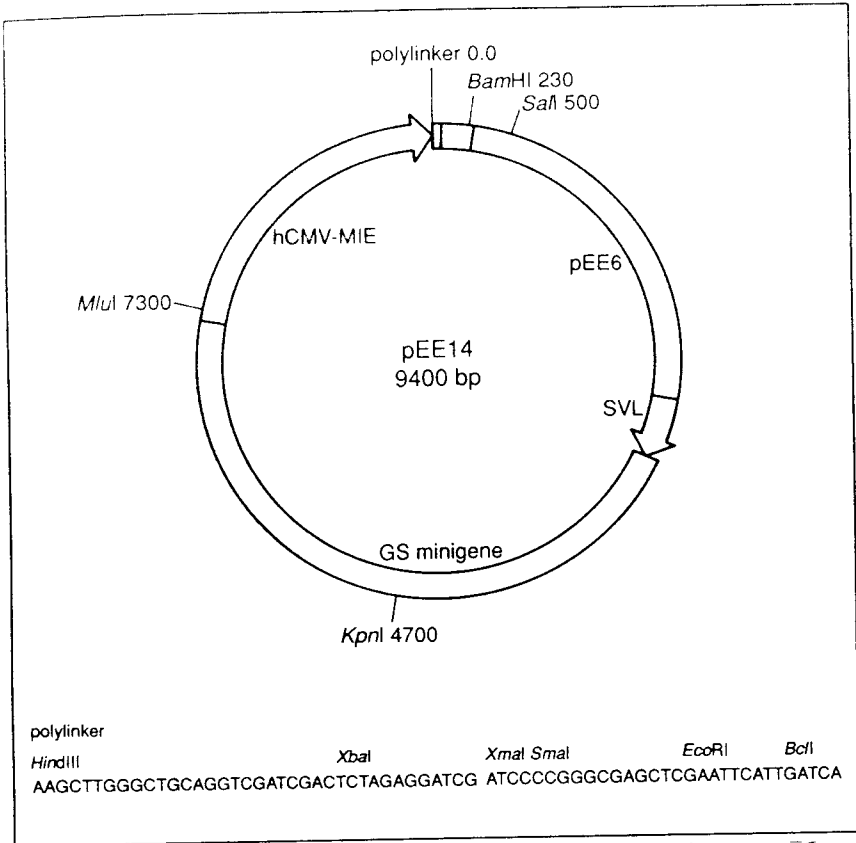 polylinker 0.0
BamHI 230
SalI 500
hCMV-MIE
pEE6
MluI 7300
pEE14
9400 bp
SVL
GS minigene
KpnI 4700
polylinker
HindIII XbaI XmaI SmaI EcoRI BclI
AAGCTTGGGCTGCAGGTCGATCGACTCTAGAGGATCG ATCCCCGGGCGAGCTCGAATTCATTGATCA